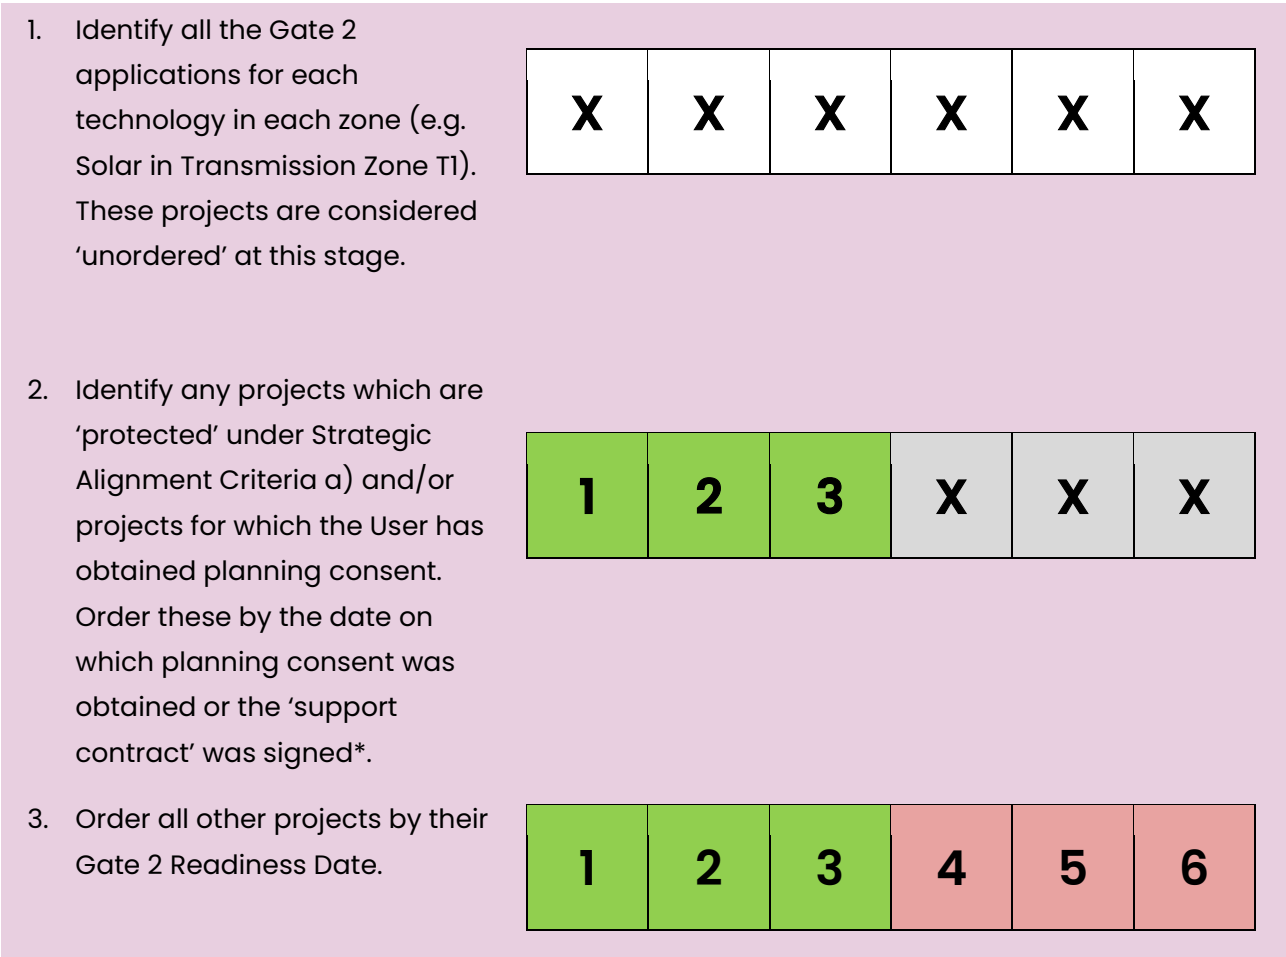 1. Identify all the Gate 2
applications for each
technology in each zone (e.g.
Solar in Transmission Zone T1).
These projects are considered
‘unordered’ at this stage.
X X X X X X
2. Identify any projects which are
‘protected’ under Strategic
Alignment Criteria a) and/or
projects for which the User has
obtained planning consent.
Order these by the date on
which planning consent was
obtained or the ‘support
contract’ was signed*.
1 2 3 X X X
3. Order all other projects by their
Gate 2 Readiness Date.
1 2 3 4 5 6